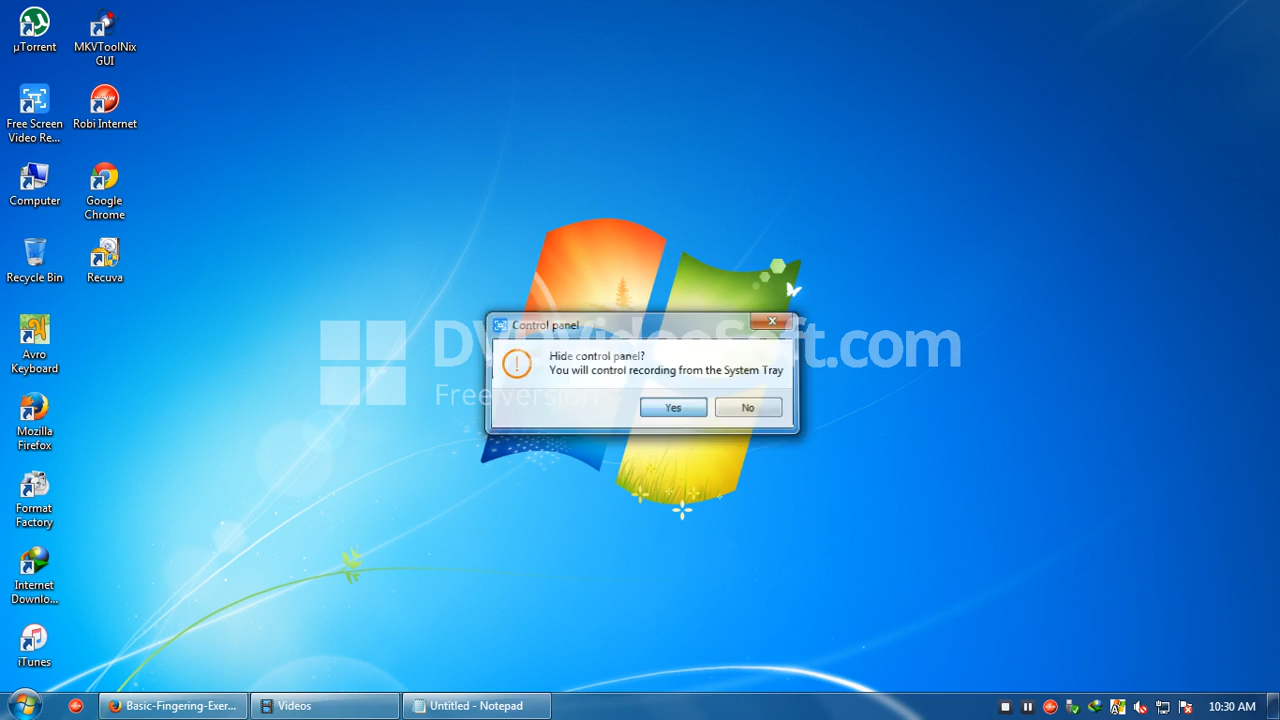 µTorrent
MKVToolNix
GUI
Free Screen
Video Re...
Robi Internet
Computer
Google
Chrome
Recycle Bin
Recuva
Avro
Keyboard
Mozilla
Firefox
Format
Factory
Internet
Downlo...
iTunes
DVDVideoSoft.com
Free version
Control panel
Hide control panel?
You will control recording from the System Tray
Yes
No
Basic-Fingering-Exer...
Videos
Untitled - Notepad
10:30 AM